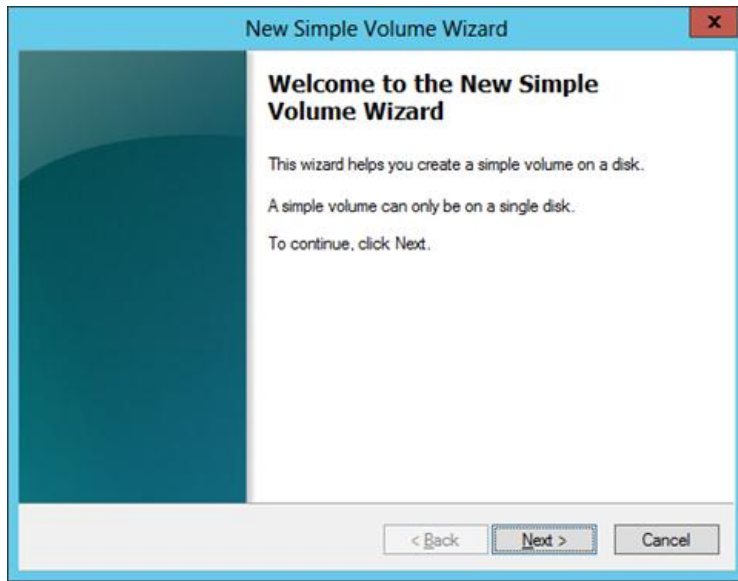 New Simple Volume Wizard
x
Welcome to the New Simple
Volume Wizard
This wizard helps you create a simple volume on a disk.
A simple volume can only be on a single disk.
To continue, click Next.
< Back
Next >
Cancel